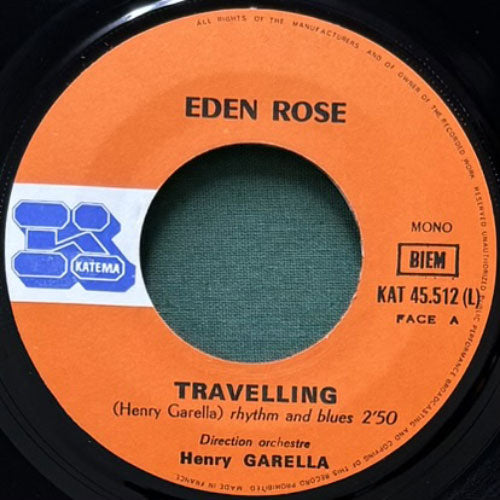 ALL RIGHTS OF THE MANUFACTURERS AND OF OWNER OF THE RECORDED WORK RESERVED UNAUTHORIZED PUBLIC PERFORMANCE BROADCASTING AND COPYING OF THIS RECORD PROHIBITED. MADE IN FRANCE
EDEN ROSE
K
KATEMA
MONO
BIEM
KAT 45.512 (L)
FACE A
TRAVELLING
(Henry Garella) rhythm and blues 2'50
Direction orchestre
Henry GARELLA